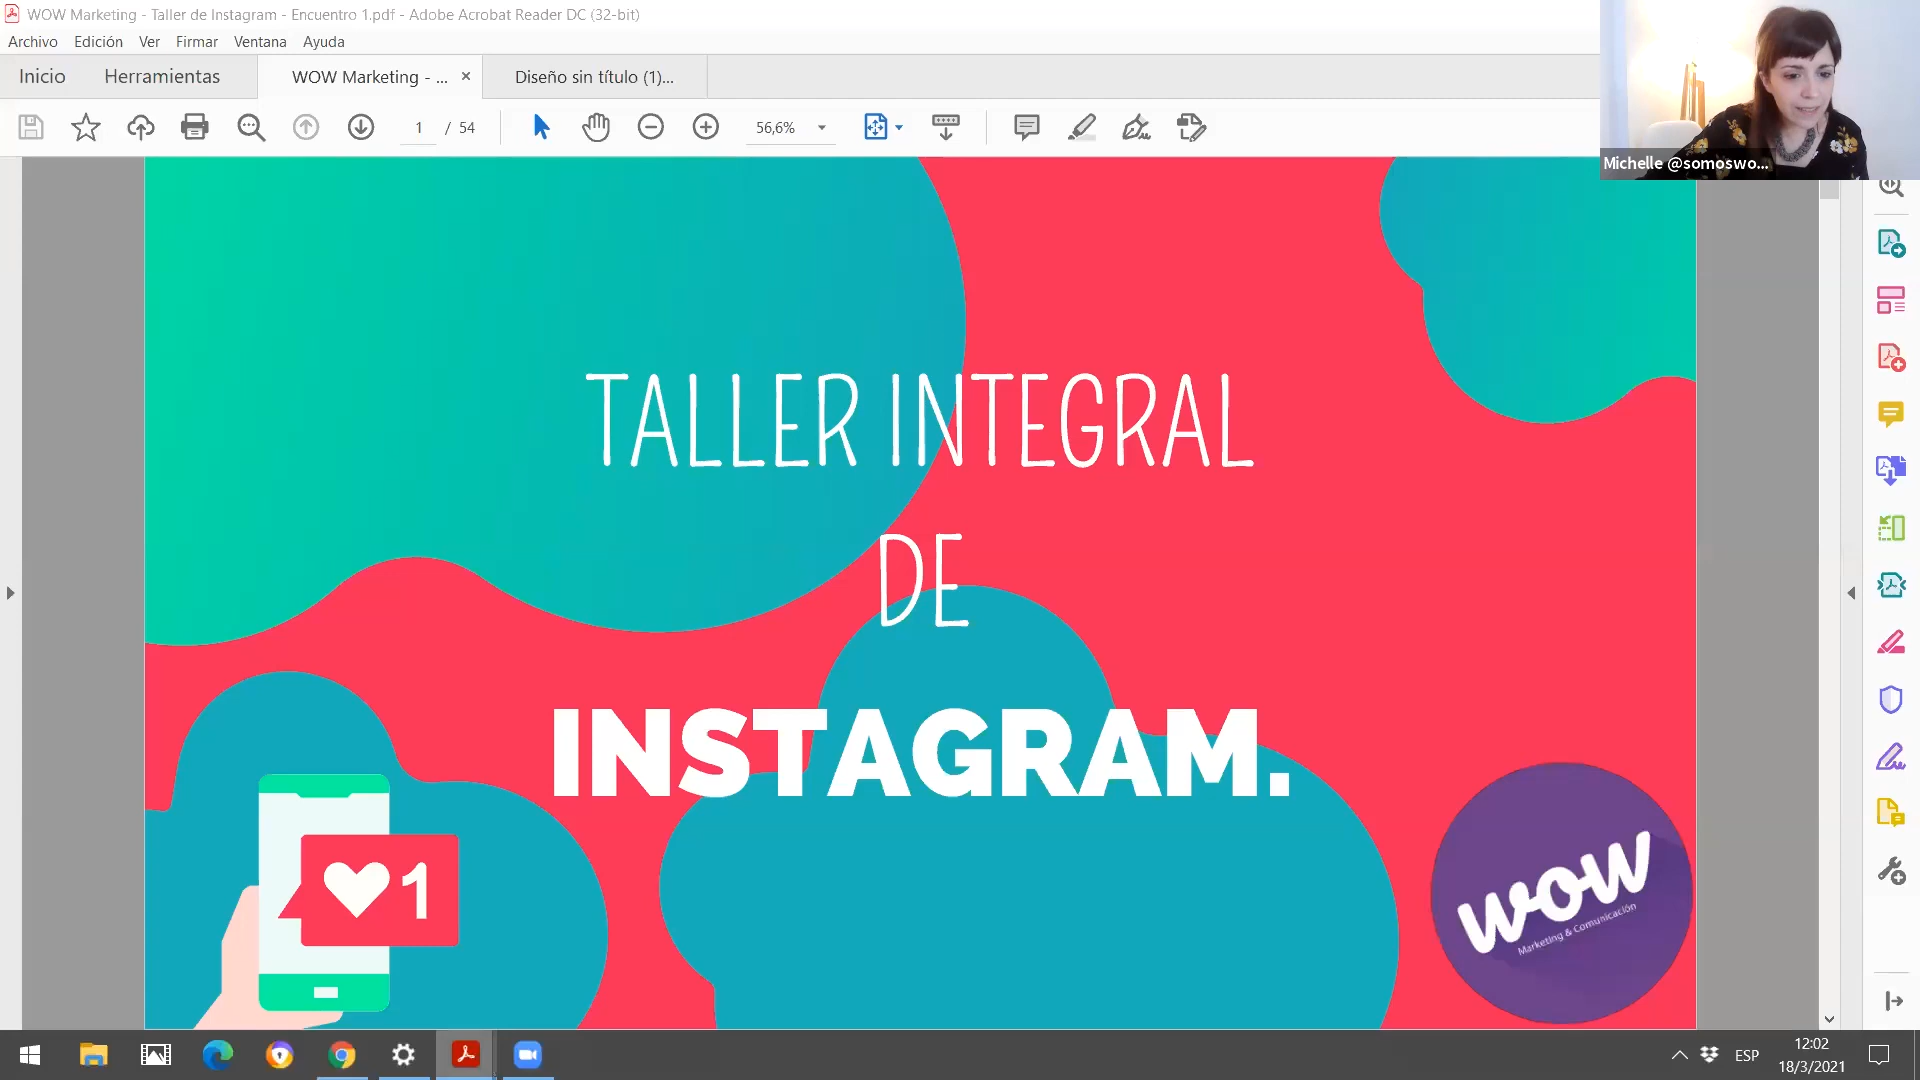 WOW Marketing - Taller de Instagram - Encuentro 1.pdf - Adobe Acrobat Reader DC (32-bit)
Archivo Edición Ver Firmar Ventana Ayuda
Inicio Herramientas WOW Marketing - ... × Diseño sin título (1)...
1 / 54 56,6%
Michelle @somoswo...
TALLER INTEGRAL
DE
INSTAGRAM.
1
wow
Marketing & Comunicación
ESP
12:02
18/3/2021